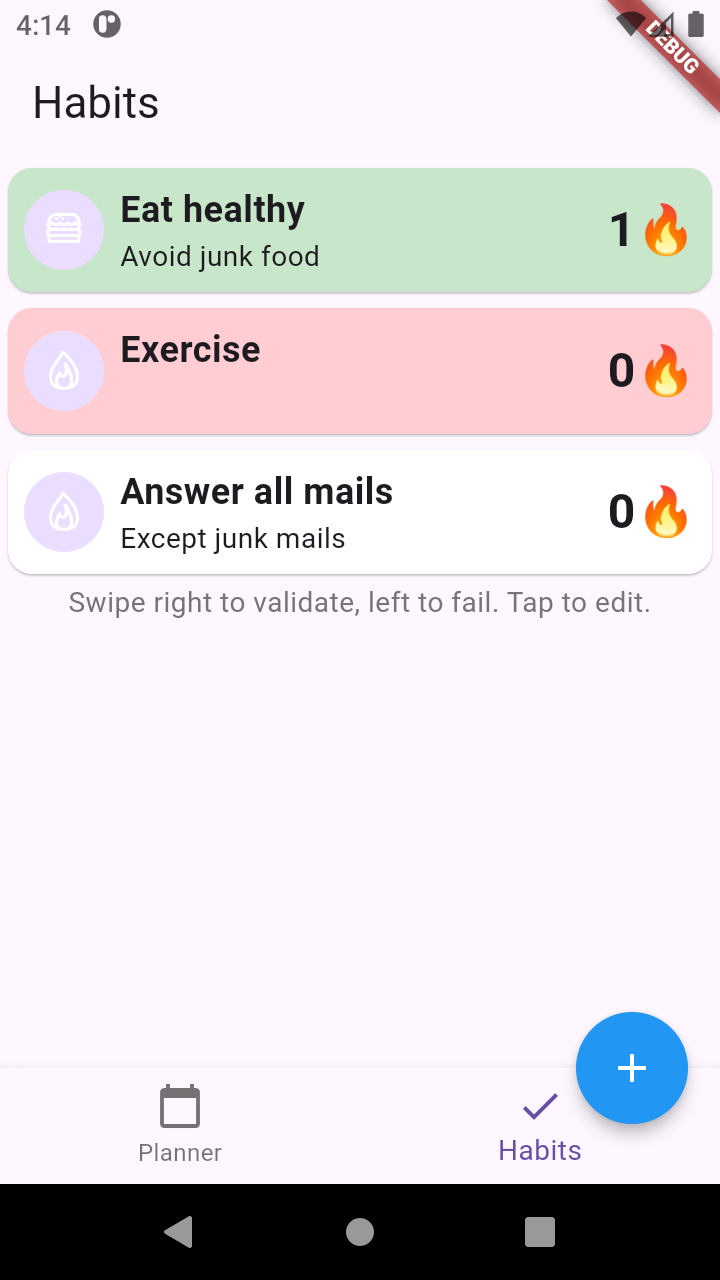 4:14
DEBUG
Habits
Eat healthy
Avoid junk food
1🔥
Exercise
0🔥
Answer all mails
Except junk mails
0🔥
Swipe right to validate, left to fail. Tap to edit.
Planner
Habits